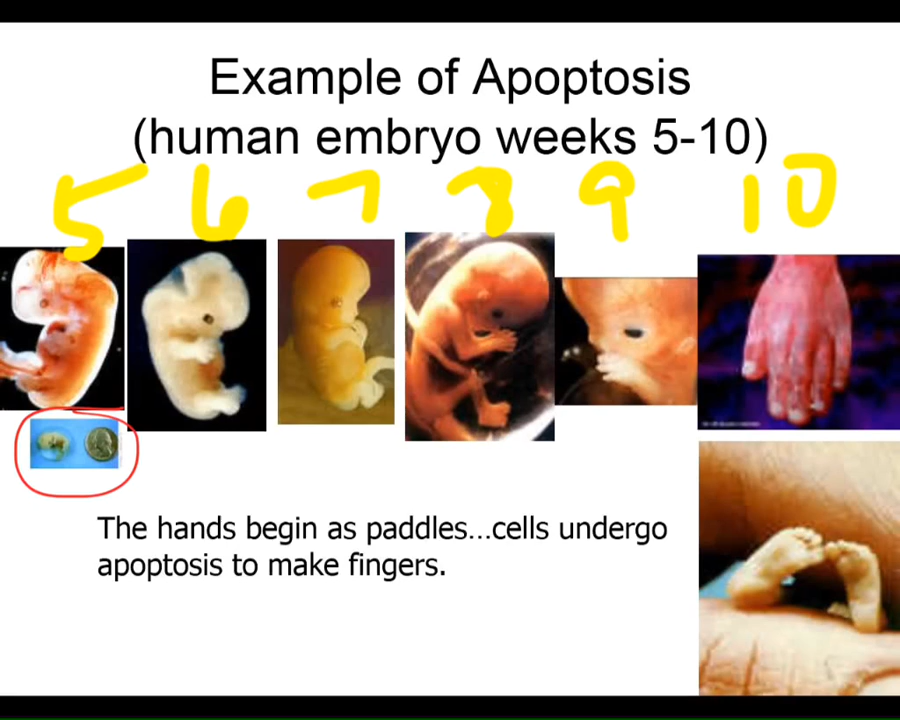 Example of Apoptosis
(human embryo weeks 5-10)
5 6 7 8 9 10
The hands begin as paddles...cells undergo
apoptosis to make fingers.